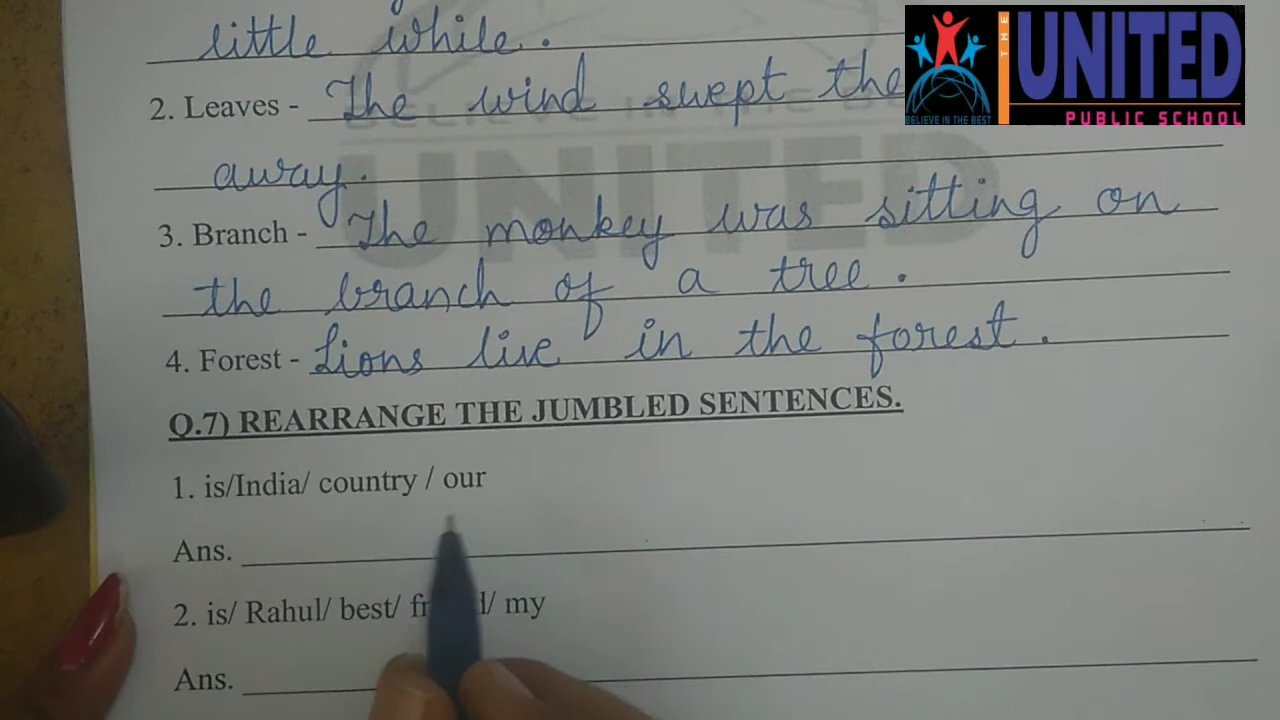 little while.
2. Leaves - The wind swept the
away.
3. Branch - The monkey was sitting on
the branch of a tree.
4. Forest - Lions live in the forest.
Q.7) REARRANGE THE JUMBLED SENTENCES.
1. is/India/ country / our
Ans.
2. is/ Rahul/ best/ my
Ans.
THE UNITED
PUBLIC SCHOOL
BELIEVE IN THE BEST
UNITED